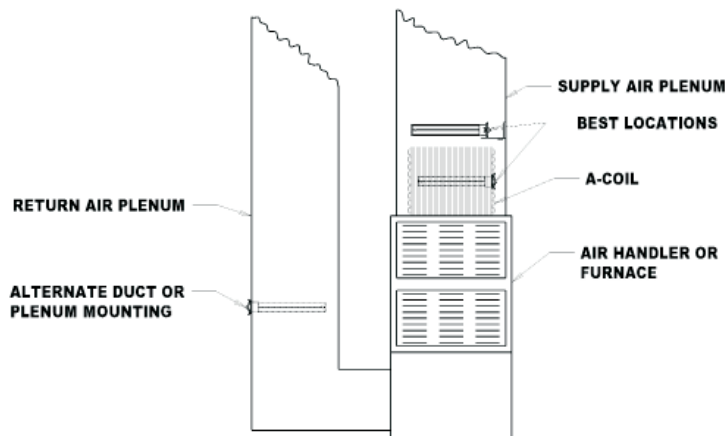 SUPPLY AIR PLENUM
BEST LOCATIONS
A-COIL
RETURN AIR PLENUM
AIR HANDLER OR
FURNACE
ALTERNATE DUCT OR
PLENUM MOUNTING